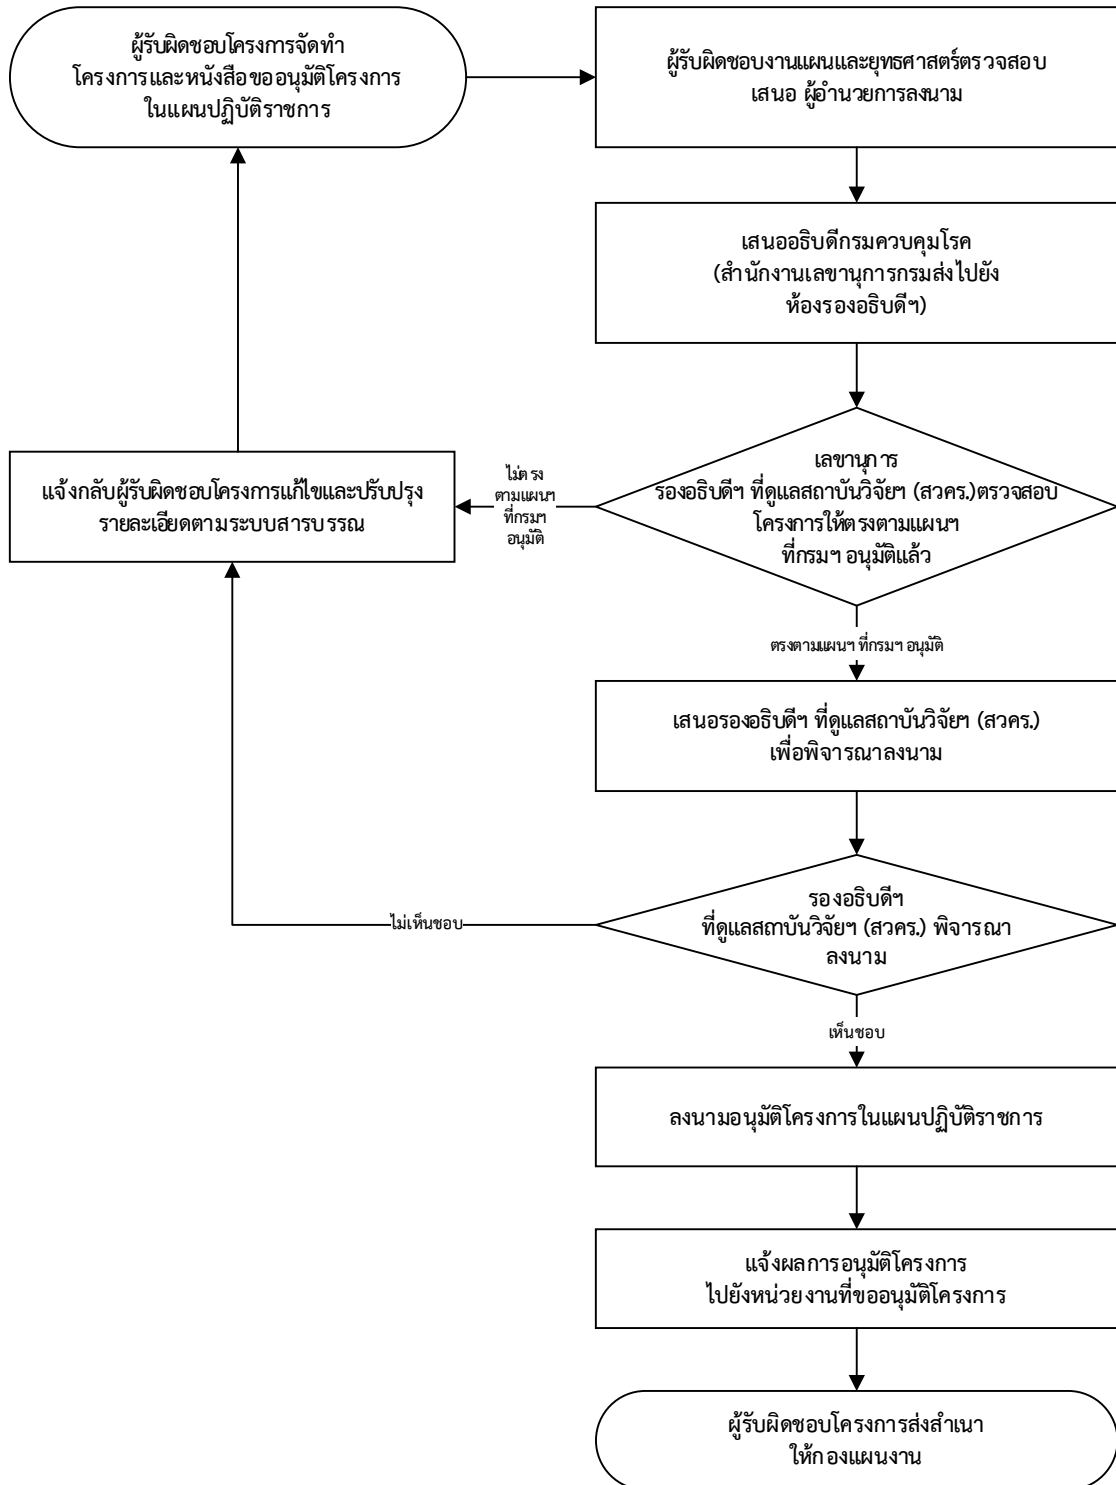 ผู้รับผิดชอบโครงการจัดทำ
โครงการและหนังสือขออนุมัติโครงการ
ในแผนปฏิบัติราชการ
ผู้รับผิดชอบงานแผนและยุทธศาสตร์ตรวจสอบ
เสนอ ผู้อำนวยการลงนาม
เสนออธิบดีกรมควบคุมโรค
(สำนักงานเลขานุการกรมส่งไปยัง
ห้องรองอธิบดีฯ)
เลขานุการ
รองอธิบดีฯ ที่ดูแลสถาบันวิจัยฯ (สวคร.)ตรวจสอบ
โครงการให้ตรงตามแผนฯ
ที่กรมฯ อนุมัติแล้ว
ไม่ตรง
ตามแผนฯ
ที่กรมฯ
อนุมัติ
แจ้งกลับผู้รับผิดชอบโครงการแก้ไขและปรับปรุง
รายละเอียดตามระบบสารบรรณ
ตรงตามแผนฯ ที่กรมฯ อนุมัติ
เสนอรองอธิบดีฯ ที่ดูแลสถาบันวิจัยฯ (สวคร.)
เพื่อพิจารณาลงนาม
รองอธิบดีฯ
ที่ดูแลสถาบันวิจัยฯ (สวคร.) พิจารณา
ลงนาม
ไม่เห็นชอบ
เห็นชอบ
ลงนามอนุมัติโครงการในแผนปฏิบัติราชการ
แจ้งผลการอนุมัติโครงการ
ไปยังหน่วยงานที่ขออนุมัติโครงการ
ผู้รับผิดชอบโครงการส่งสำเนา
ให้กองแผนงาน